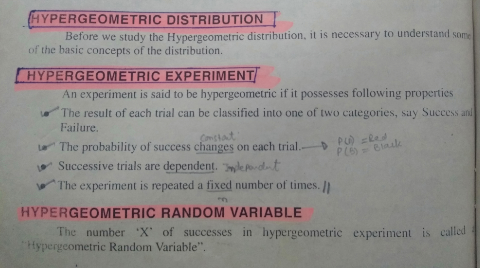 HYPERGEOMETRIC DISTRIBUTION
Before we study the Hypergeometric distribution, it is necessary to understand some
of the basic concepts of the distribution.
HYPERGEOMETRIC EXPERIMENT
An experiment is said to be hypergeometric if it possesses following properties
The result of each trial can be classified into one of two categories, say Success and
Failure.
constant
The probability of success changes on each trial. P(A) = Red
P(B) = Black
Successive trials are dependent. independent
The experiment is repeated a fixed number of times.
n
HYPERGEOMETRIC RANDOM VARIABLE
The number 'X' of successes in hypergeometric experiment is called
"Hypergeometric Random Variable".